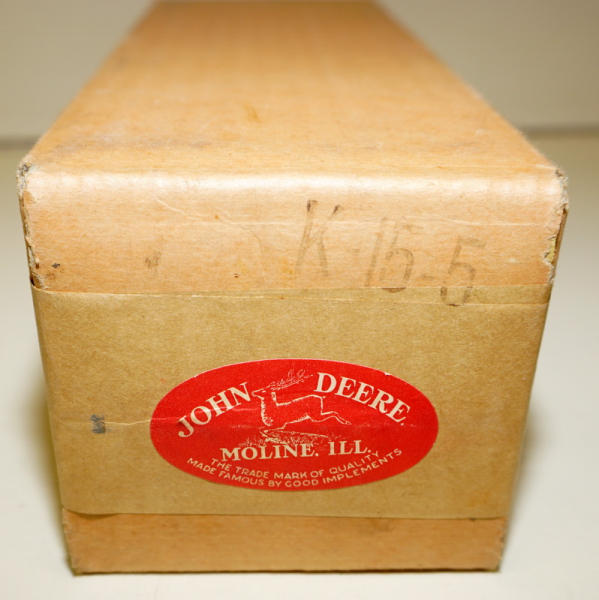 K-15-5
JOHN DEERE
MOLINE. ILL.
THE TRADE MARK OF QUALITY
MADE FAMOUS BY GOOD IMPLEMENTS